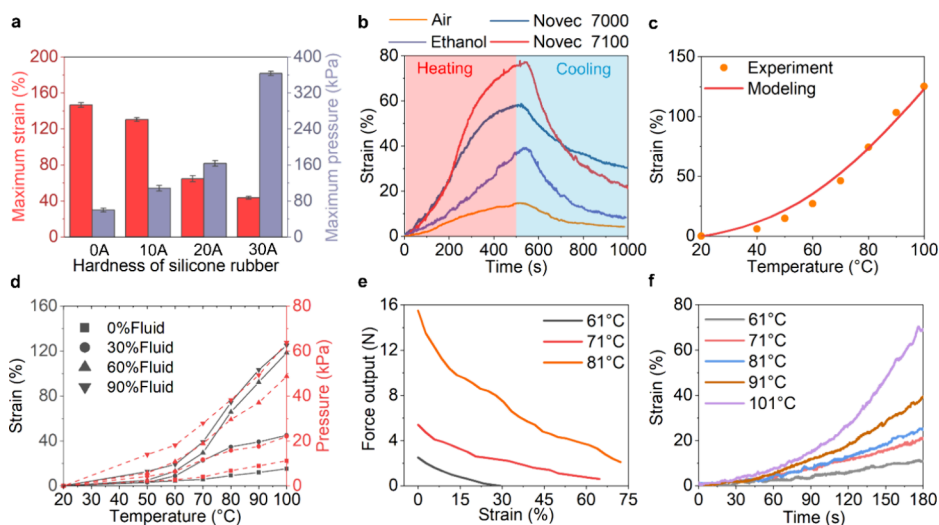 a
Maximum strain (%)
200
160
120
80
40
0
0A 10A 20A 30A
Hardness of silicone rubber
400
320
240
160
80
0
Maximum pressure (kPa)
b
Air
Ethanol
Novec 7000
Novec 7100
Heating
Cooling
Strain (%)
80
60
40
20
0
0 200 400 600 800 1000
Time (s)
c
Experiment
Modeling
Strain (%)
150
100
50
0
20 40 60 80 100
Temperature (°C)
d
0%Fluid
30%Fluid
60%Fluid
90%Fluid
Strain (%)
160
120
80
40
0
20 50 60 70 80 90 100
Temperature (°C)
80
60
40
20
0
Pressure (kPa)
e
61°C
71°C
81°C
Force output (N)
16
12
8
4
0
0 15 30 45 60 75
Strain (%)
f
61°C
71°C
81°C
91°C
101°C
Strain (%)
80
60
40
20
0
0 30 60 90 120 150 180
Time (s)